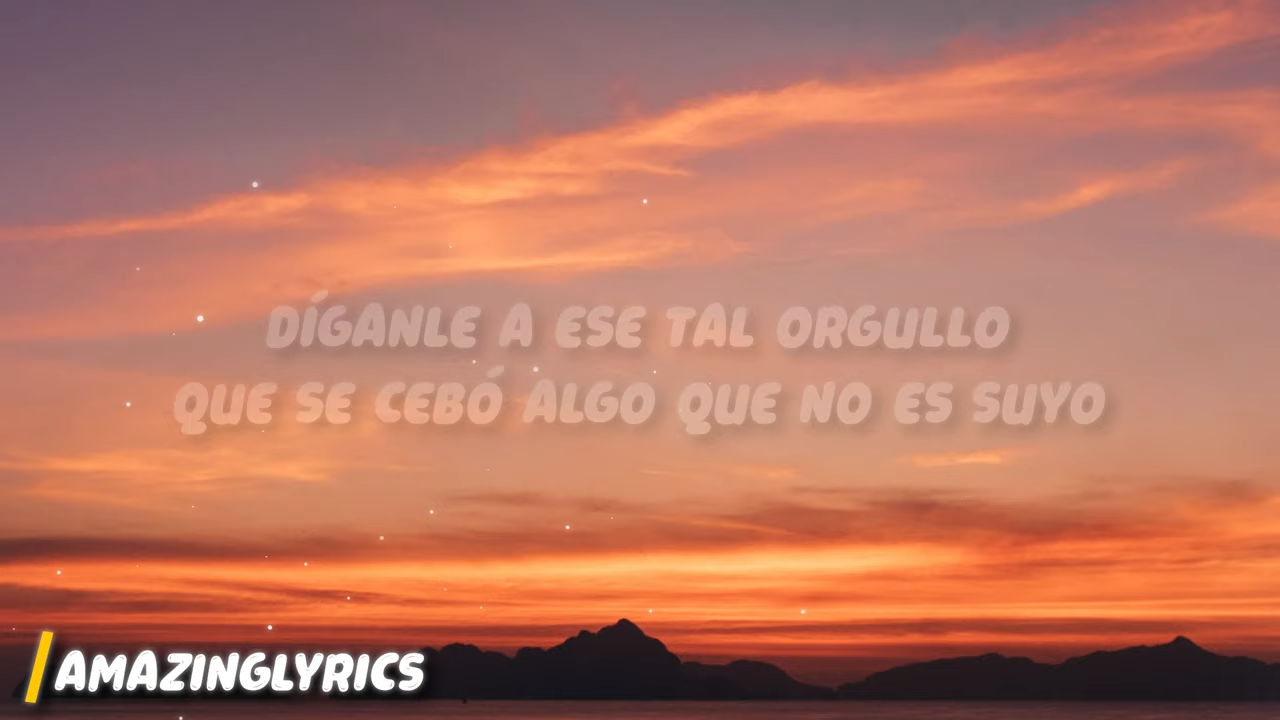 DÍGANLE A ESE TAL ORGULLO
QUE SE CEBÓ ALGO QUE NO ES SUYO
AMAZINGLYRICS